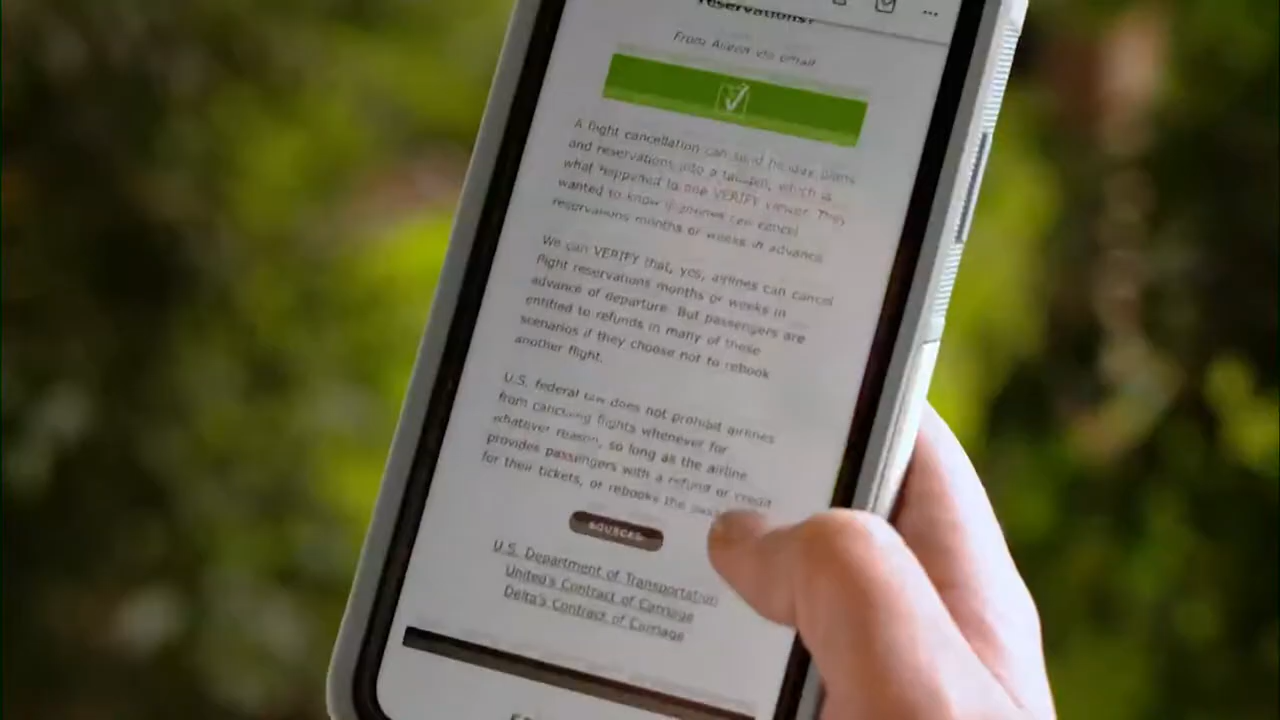 reservations?
From Alison via email
A flight cancellation can send holiday plans
and reservations into a tailspin, which is
what happened to one VERIFY viewer. They
wanted to know if airlines can cancel
reservations months or weeks in advance.
We can VERIFY that, yes, airlines can cancel
flight reservations months or weeks in
advance of departure. But passengers are
entitled to refunds in many of these
scenarios if they choose not to rebook
another flight.
U.S. federal law does not prohibit airlines
from canceling flights whenever for
whatever reason, so long as the airline
provides passengers with a refund or credit
for their tickets, or rebooks the
SOURCES
U.S. Department of Transportation
United's Contract of Carriage
Delta's Contract of Carriage